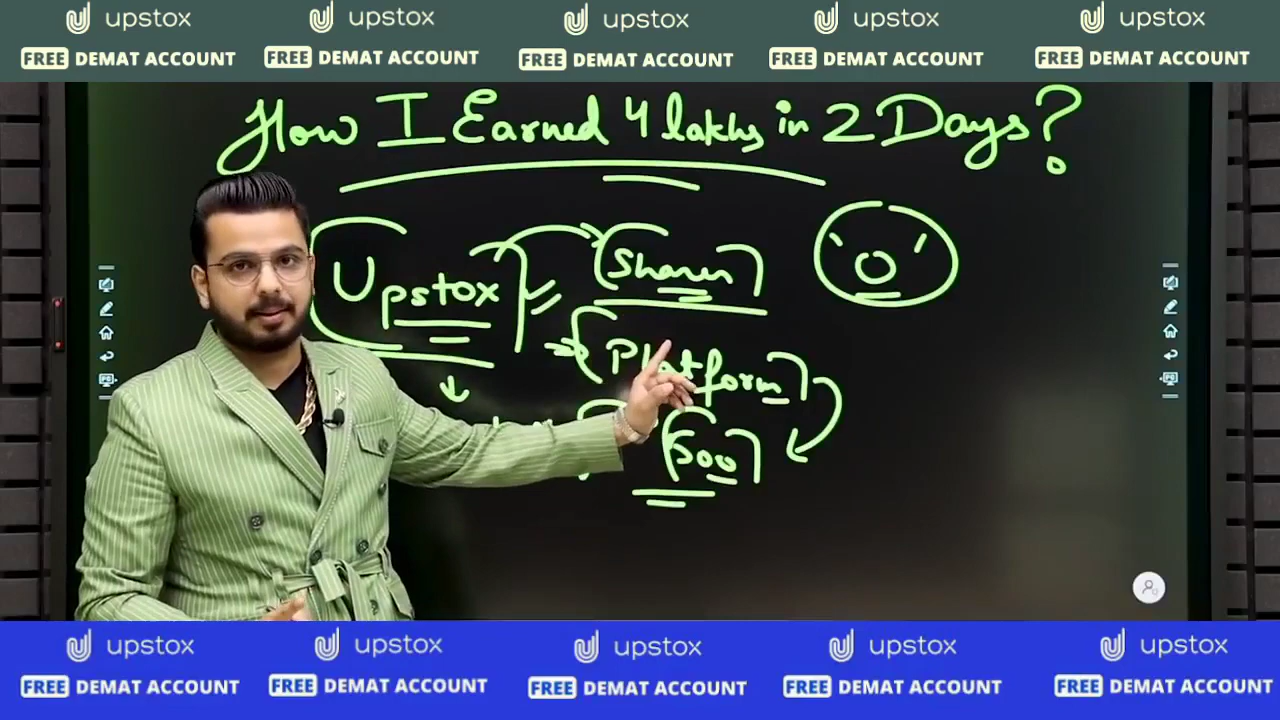 upstox upstox upstox upstox upstox
FREE DEMAT ACCOUNT FREE DEMAT ACCOUNT FREE DEMAT ACCOUNT FREE DEMAT ACCOUNT FREE DEMAT ACCOUNT
How I Earned 4 lakhs in 2 Days?
Upstox Shares '0'
Platform
500
upstox upstox upstox upstox upstox
FREE DEMAT ACCOUNT FREE DEMAT ACCOUNT FREE DEMAT ACCOUNT FREE DEMAT ACCOUNT FREE DEMAT ACCOUNT